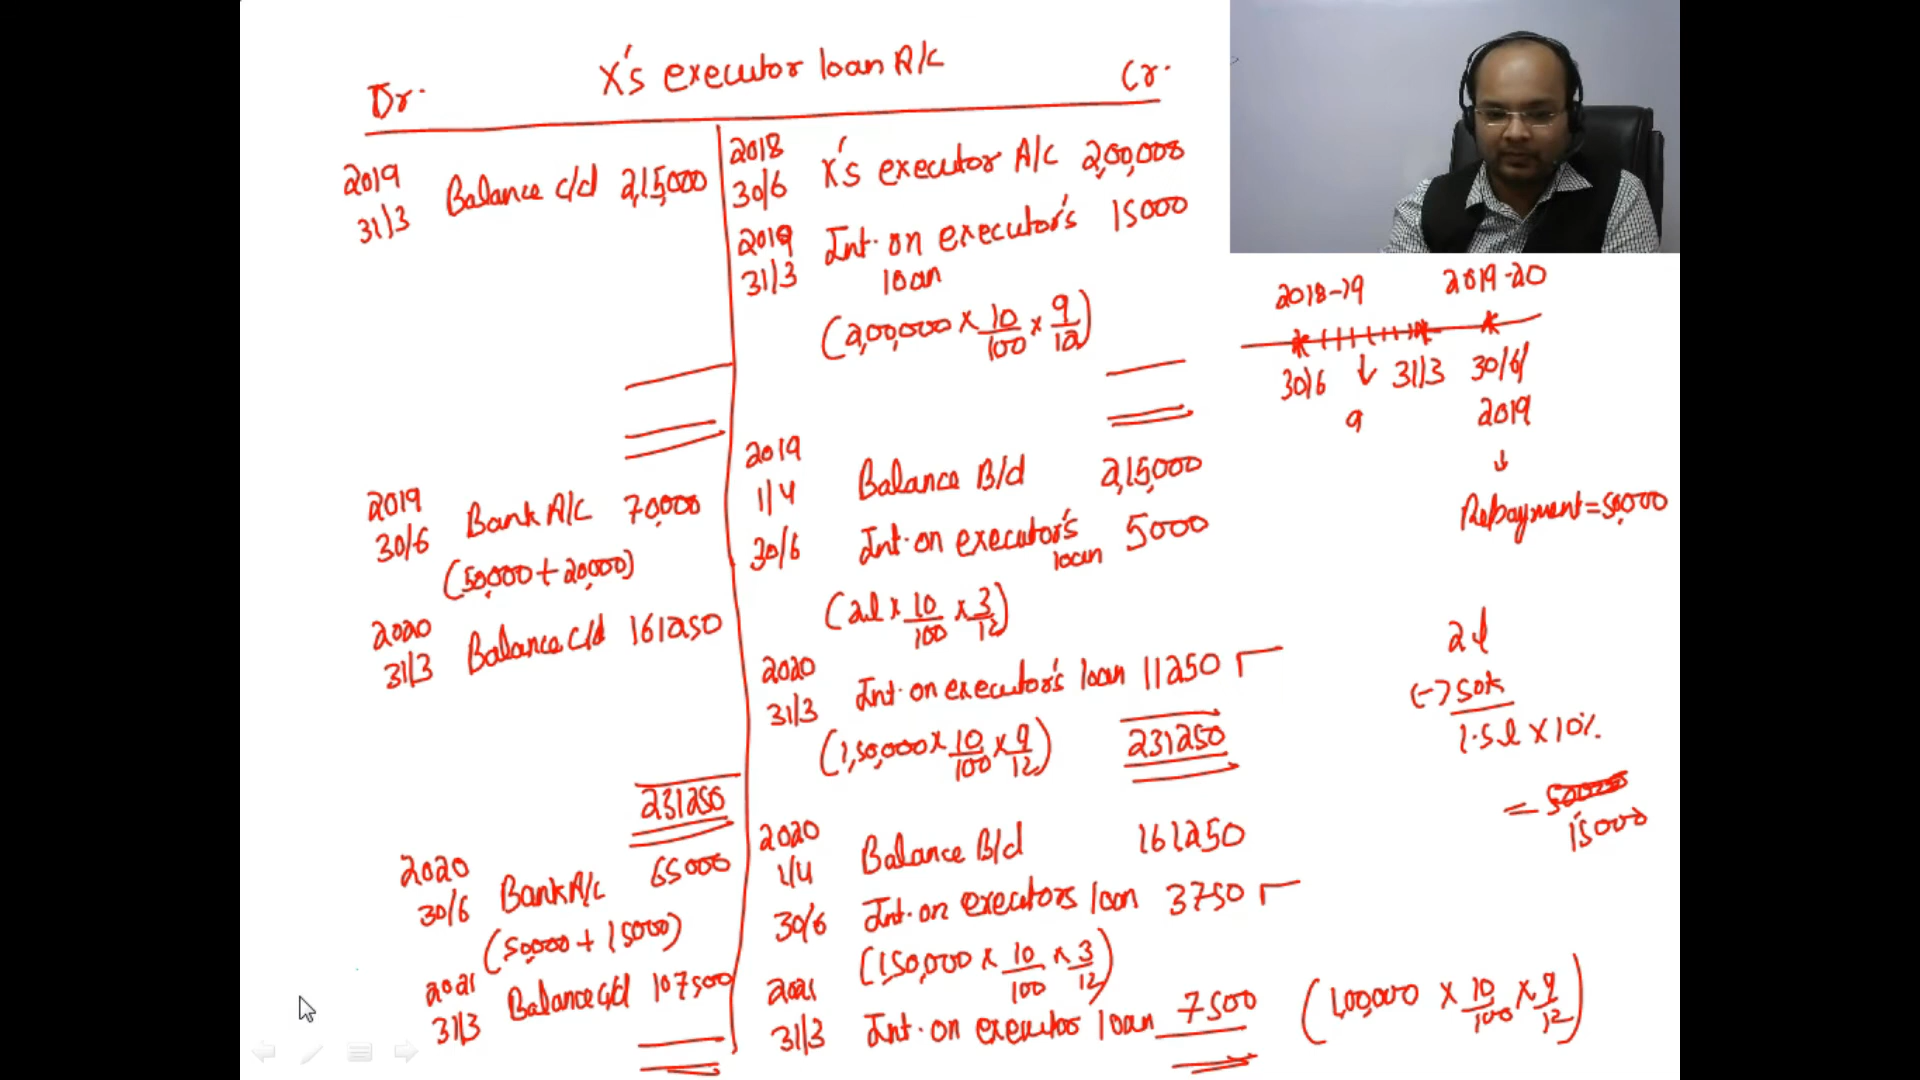 X's executor loan A/c
Dr. Cr.
2019
31/3 Balance c/d 2,15,000
2018
30/6 X's executor A/c 2,00,000
2019 Int. on executor's 15000
31/3 loan
(2,00,000 × 10/100 × 9/12)
2019
30/6 Bank A/c 70,000
(50,000 + 20,000)
2020
31/3 Balance c/d 161250
231250
2019
1/4 Balance B/d 2,15,000
30/6 Int. on executor's 5000
loan
(2l × 10/100 × 3/12)
2020
31/3 Int. on executor's loan 11250
(1,50,000 × 10/100 × 9/12) 231250
2020
30/6 Bank A/c 65000
(50,000 + 15000)
2021
31/3 Balance c/d 107500
2020
1/4 Balance B/d 161250
30/6 Int. on executors loan 3750
(1,50,000 × 10/100 × 3/12)
2021
31/3 Int. on executor loan 7500 (1,00,000 × 10/100 × 9/12)
2018-19 2019-20
30/6 ↓ 31/3 30/6/
9 2019
↓
Repayment = 50,000
2l
(-) 50k
1.5l × 10%
=
15000